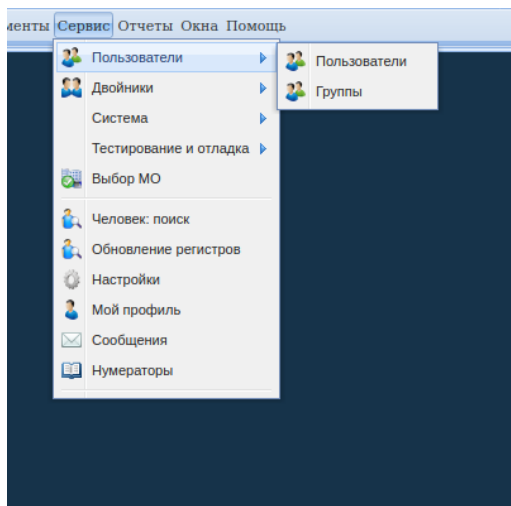 менты Сервис Отчеты Окна Помощь
Пользователи
Двойники
Система
Тестирование и отладка
Выбор МО
Человек: поиск
Обновление регистров
Настройки
Мой профиль
Сообщения
Нумераторы
Пользователи
Группы